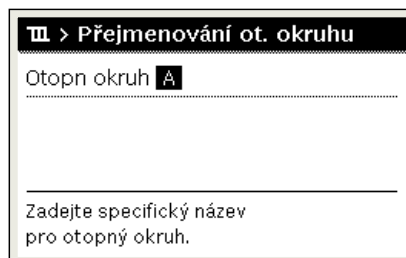 > Přejmenování ot. okruhu
Otopn okruh A
Zadejte specifický název
pro otopný okruh.